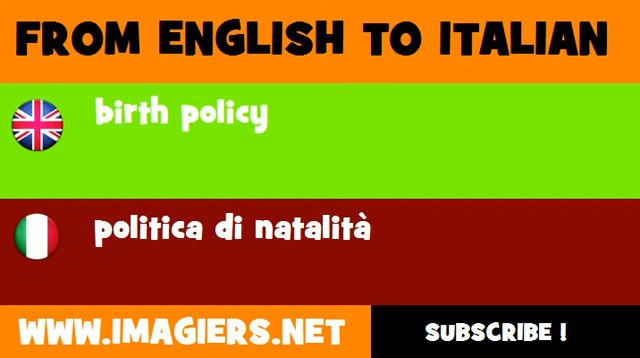 FROM ENGLISH TO ITALIAN
birth policy
politica di natalità
WWW.IMAGIERS.NET
SUBSCRIBE !